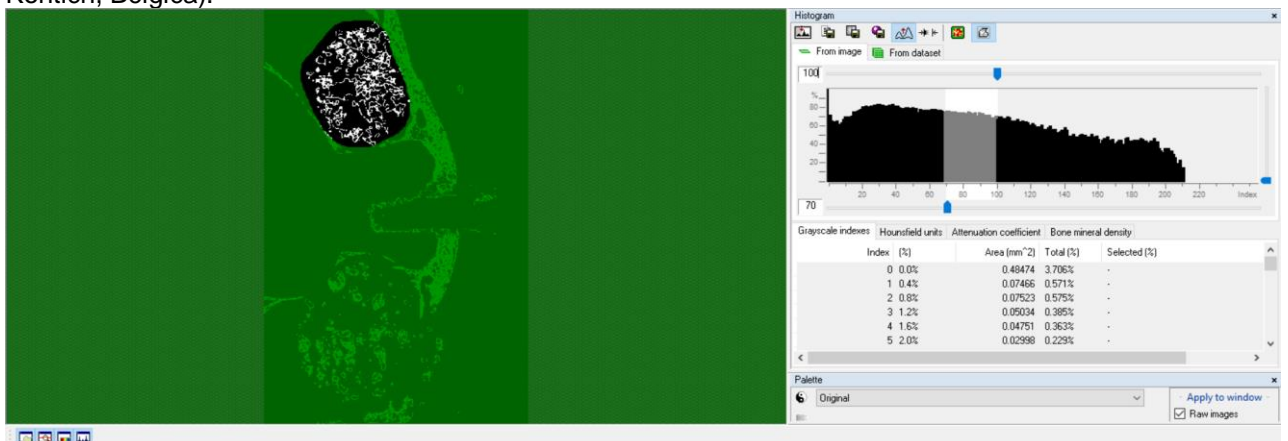 Kontich, Bélgica).
Histogram
From image From dataset
100
%
80
60
40
20
20 40 60 80 100 120 140 160 180 200 220 Index
70
Grayscale indexes Hounsfield units Attenuation coefficient Bone mineral density
Index (%) Area (mm^2) Total (%) Selected (%)
0 0.0% 0.48474 3.706% -
1 0.4% 0.07466 0.571% -
2 0.8% 0.07523 0.575% -
3 1.2% 0.05034 0.385% -
4 1.6% 0.04751 0.363% -
5 2.0% 0.02998 0.229% -
Palette
Original
Apply to window
Raw images